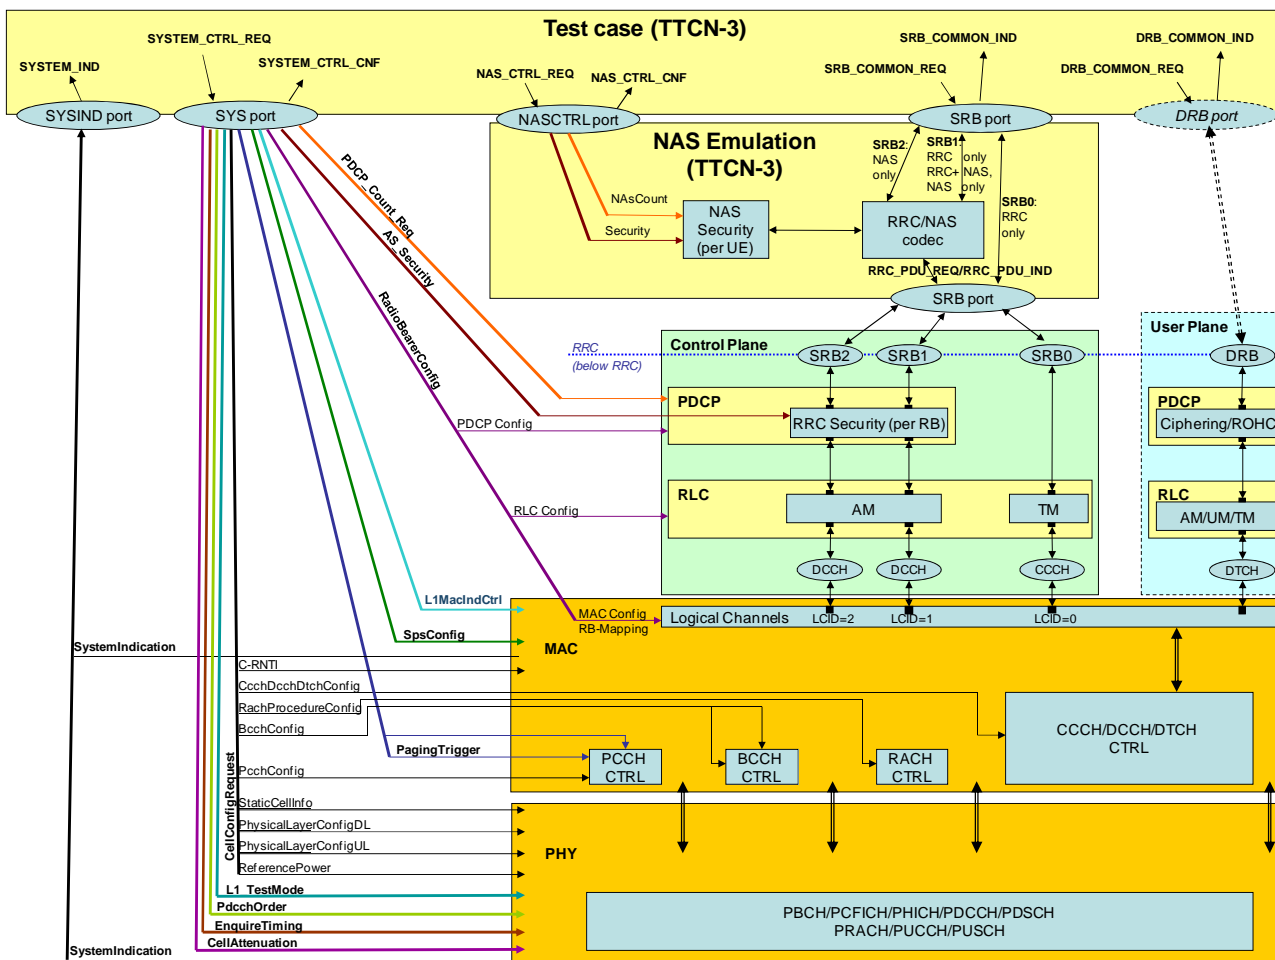 Test case (TTCN-3)
SYSTEM_CTRL_REQ
SRB_COMMON_IND
DRB_COMMON_IND
SYSTEM_IND
SYSTEM_CTRL_CNF
NAS_CTRL_REQ
NAS_CTRL_CNF
SRB_COMMON_REQ
DRB_COMMON_REQ
SYSIND port
SYS port
NASCTRL port
SRB port
DRB port
NAS Emulation
(TTCN-3)
SRB2:
NAS
only
SRB1:
RRC only
RRC+ NAS,
NAS only
SRB0:
RRC
only
PDCP_Count_Req
AS_Security
RadioBearerConfig
NAsCount
Security
NAS
Security
(per UE)
RRC/NAS
codec
RRC_PDU_REQ/RRC_PDU_IND
SRB port
RRC
(below RRC)
Control Plane
User Plane
SRB2
SRB1
SRB0
DRB
PDCP
RRC Security (per RB)
PDCP
Ciphering/ROHC
PDCP Config
RLC
AM
TM
RLC
AM/UM/TM
RLC Config
DCCH
DCCH
CCCH
DTCH
L1MacIndCtrl
MAC Config
RB-Mapping
Logical Channels
LCID=2
LCID=1
LCID=0
SpsConfig
MAC
SystemIndication
C-RNTI
CcchDcchDtchConfig
RachProcedureConfig
BcchConfig
PagingTrigger
PcchConfig
PCCH
CTRL
BCCH
CTRL
RACH
CTRL
CCCH/DCCH/DTCH
CTRL
CellConfigRequest
StaticCellInfo
PhysicalLayerConfigDL
PhysicalLayerConfigUL
ReferencePower
PHY
L1_TestMode
PdcchOrder
EnquireTiming
CellAttenuation
SystemIndication
PBCH/PCFICH/PHICH/PDCCH/PDSCH
PRACH/PUCCH/PUSCH